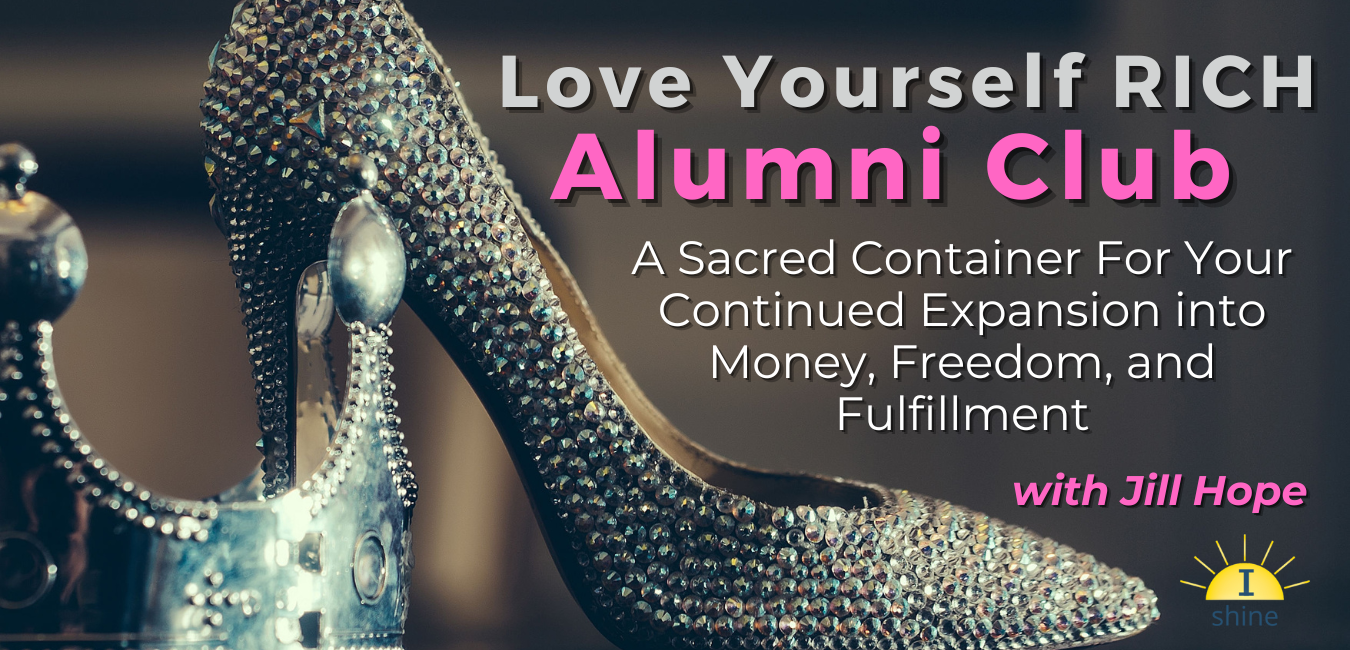 Love Yourself RICH
Alumni Club
A Sacred Container For Your
Continued Expansion into
Money, Freedom, and
Fulfillment
with Jill Hope
I
shine